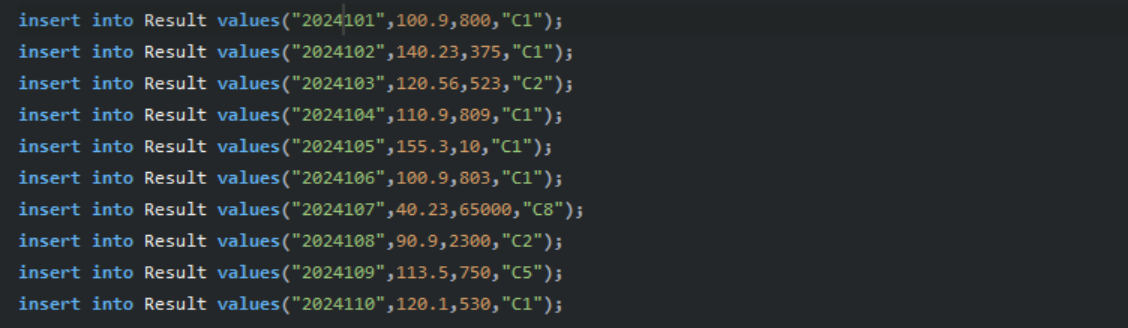 insert into Result values("2024101",100.9,800,"C1");
insert into Result values("2024102",140.23,375,"C1");
insert into Result values("2024103",120.56,523,"C2");
insert into Result values("2024104",110.9,809,"C1");
insert into Result values("2024105",155.3,10,"C1");
insert into Result values("2024106",100.9,803,"C1");
insert into Result values("2024107",40.23,65000,"C8");
insert into Result values("2024108",90.9,2300,"C2");
insert into Result values("2024109",113.5,750,"C5");
insert into Result values("2024110",120.1,530,"C1");